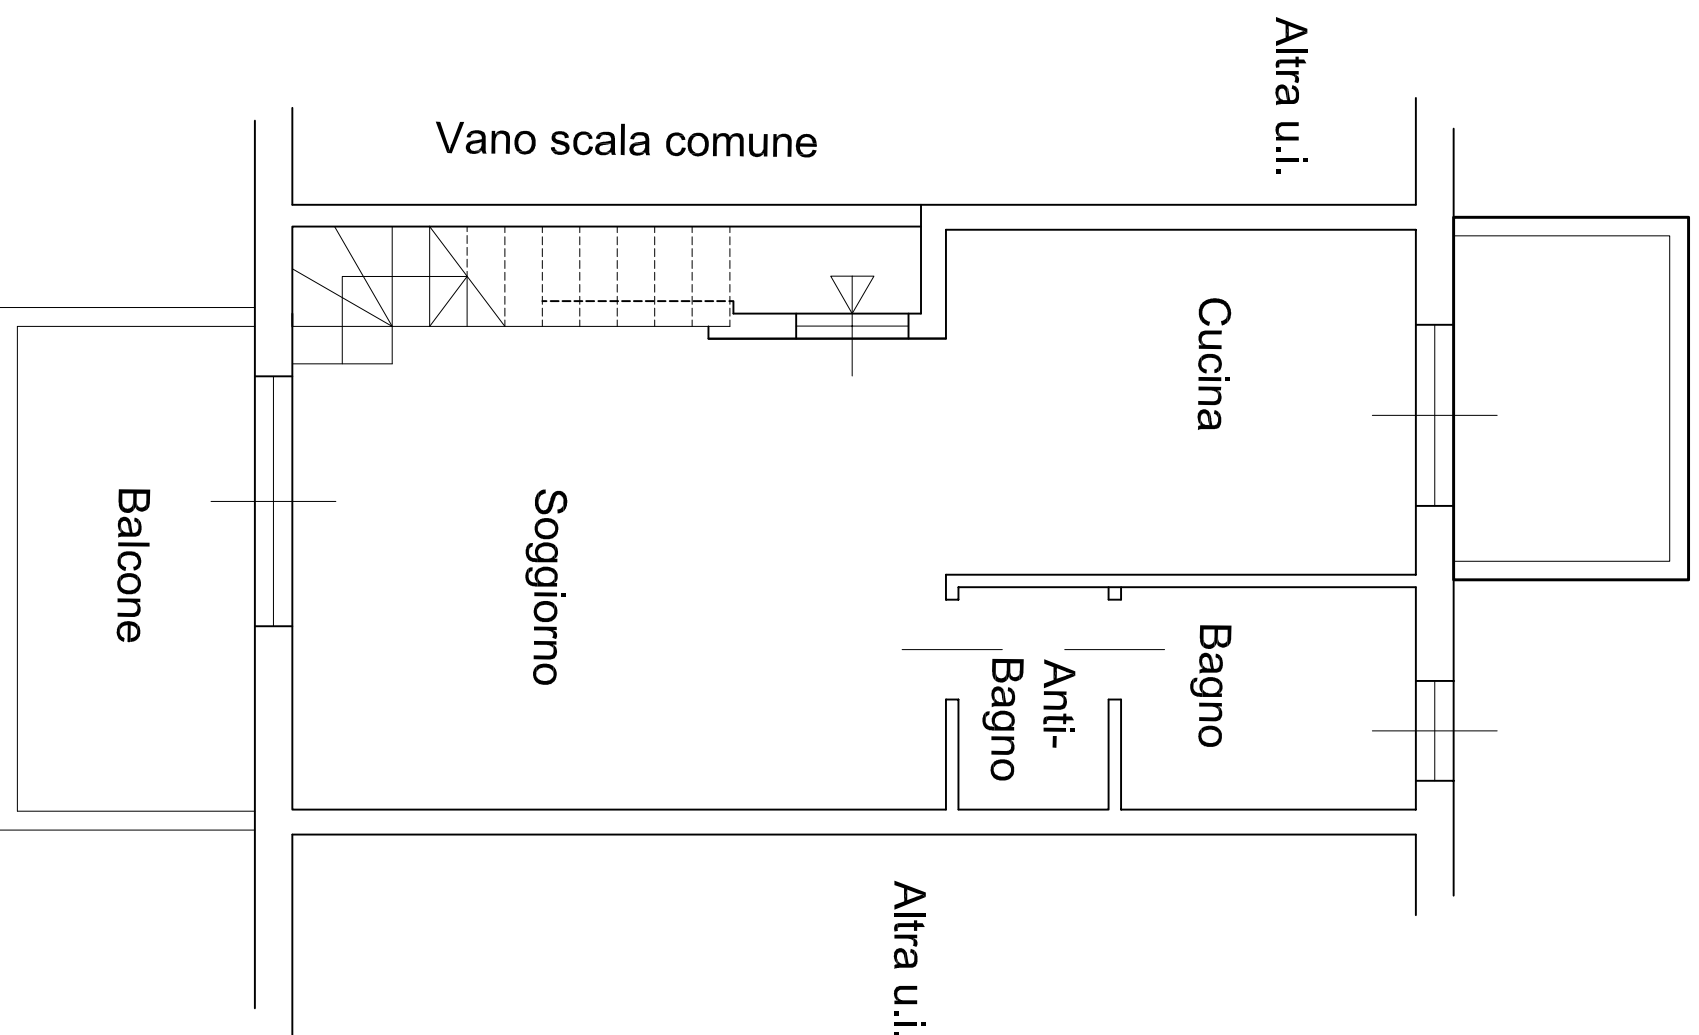 Altra u.i.
Vano scala comune
Cucina
Balcone
Soggiorno
Anti-
Bagno
Bagno
Altra u.i.